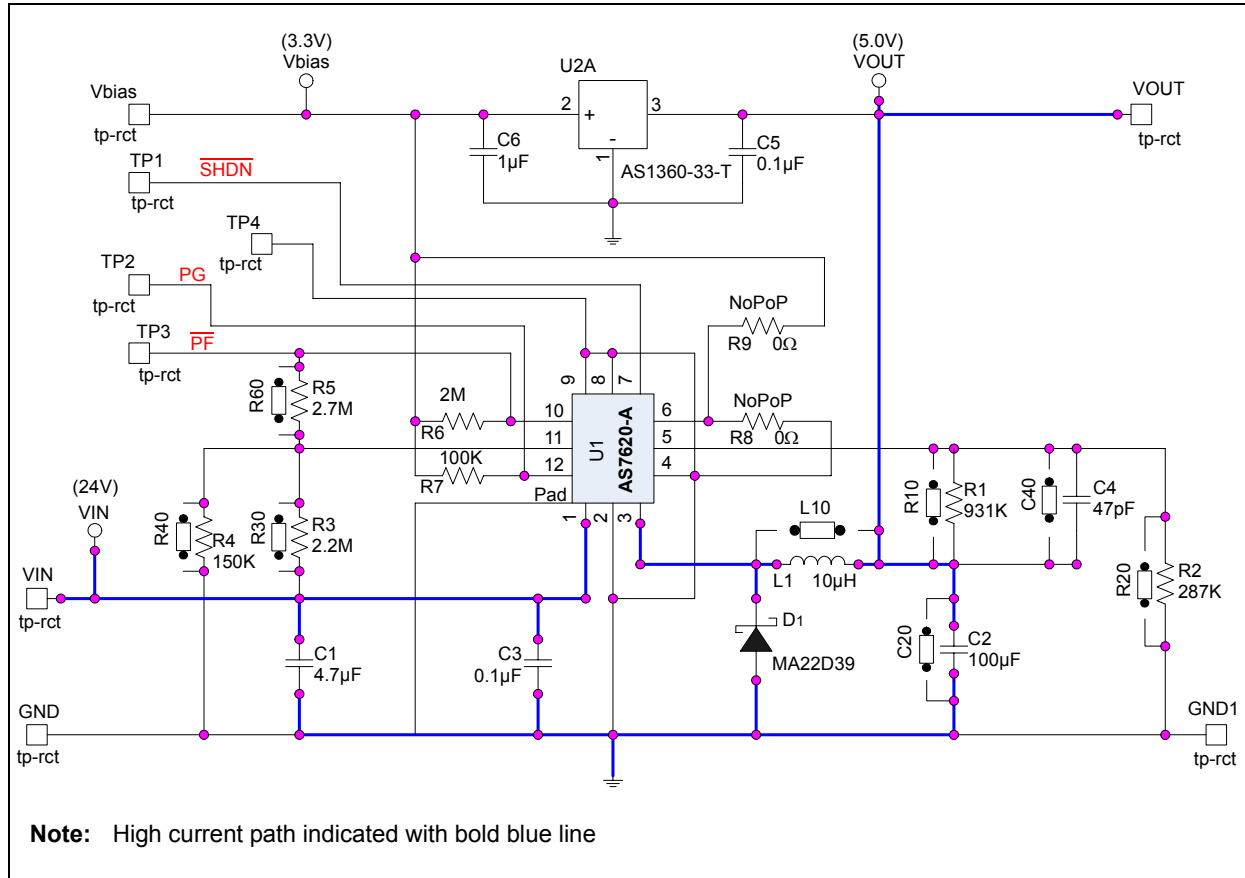 (3.3V)
Vbias
(5.0V)
VOUT
U2A
Vbias
tp-rct
2
+
3
-
1
AS1360-33-T
C6
1µF
C5
0.1µF
VOUT
tp-rct
TP1
tp-rct
SHDN
TP4
tp-rct
TP2
tp-rct
PG
TP3
tp-rct
PF
NoPoP
R9
0Ω
NoPoP
R8
0Ω
R60
R5
2.7M
2M
R6
100K
R7
9
8
7
10
11
12
Pad
U1
AS7620-A
6
5
4
1
2
3
(24V)
VIN
VIN
tp-rct
R40
R4
150K
R30
R3
2.2M
L10
L1
10µH
R10
R1
931K
C40
C4
47pF
R20
R2
287K
C1
4.7µF
C3
0.1µF
D1
MA22D39
C20
C2
100µF
GND
tp-rct
GND1
tp-rct
Note: High current path indicated with bold blue line